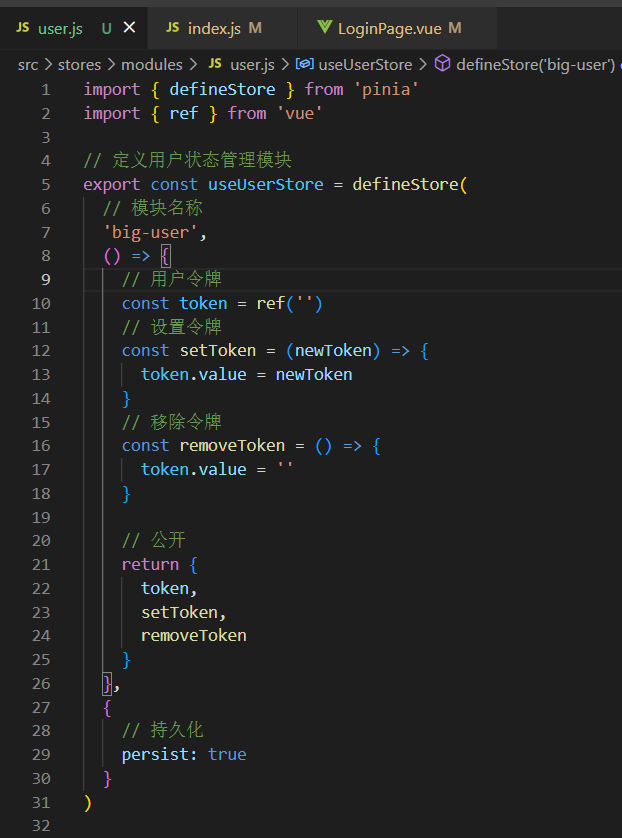 JS user.js U × JS index.js M LoginPage.vue M
src > stores > modules > JS user.js > useUserStore > defineStore('big-user') c
1 import { defineStore } from 'pinia'
2 import { ref } from 'vue'
3
4 // 定义用户状态管理模块
5 export const useUserStore = defineStore(
6 // 模块名称
7 'big-user',
8 () => {
9 // 用户令牌
10 const token = ref('')
11 // 设置令牌
12 const setToken = (newToken) => {
13 token.value = newToken
14 }
15 // 移除令牌
16 const removeToken = () => {
17 token.value = ''
18 }
19
20 // 公开
21 return {
22 token,
23 setToken,
24 removeToken
25 }
26 },
27 {
28 // 持久化
29 persist: true
30 }
31 )
32